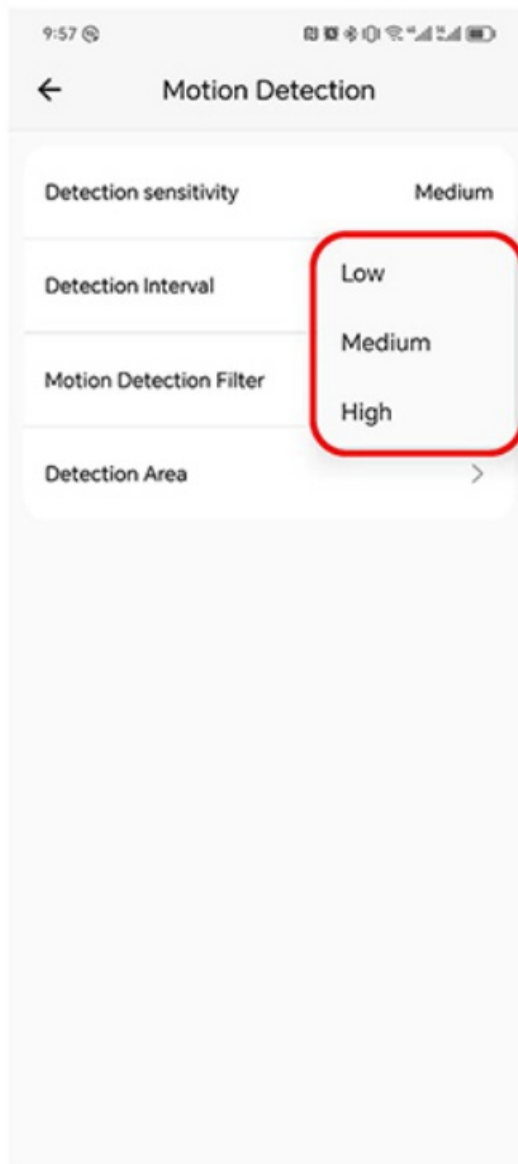 9:57
Motion Detection
Detection sensitivity Medium
Low
Detection Interval
Medium
Motion Detection Filter
High
Detection Area